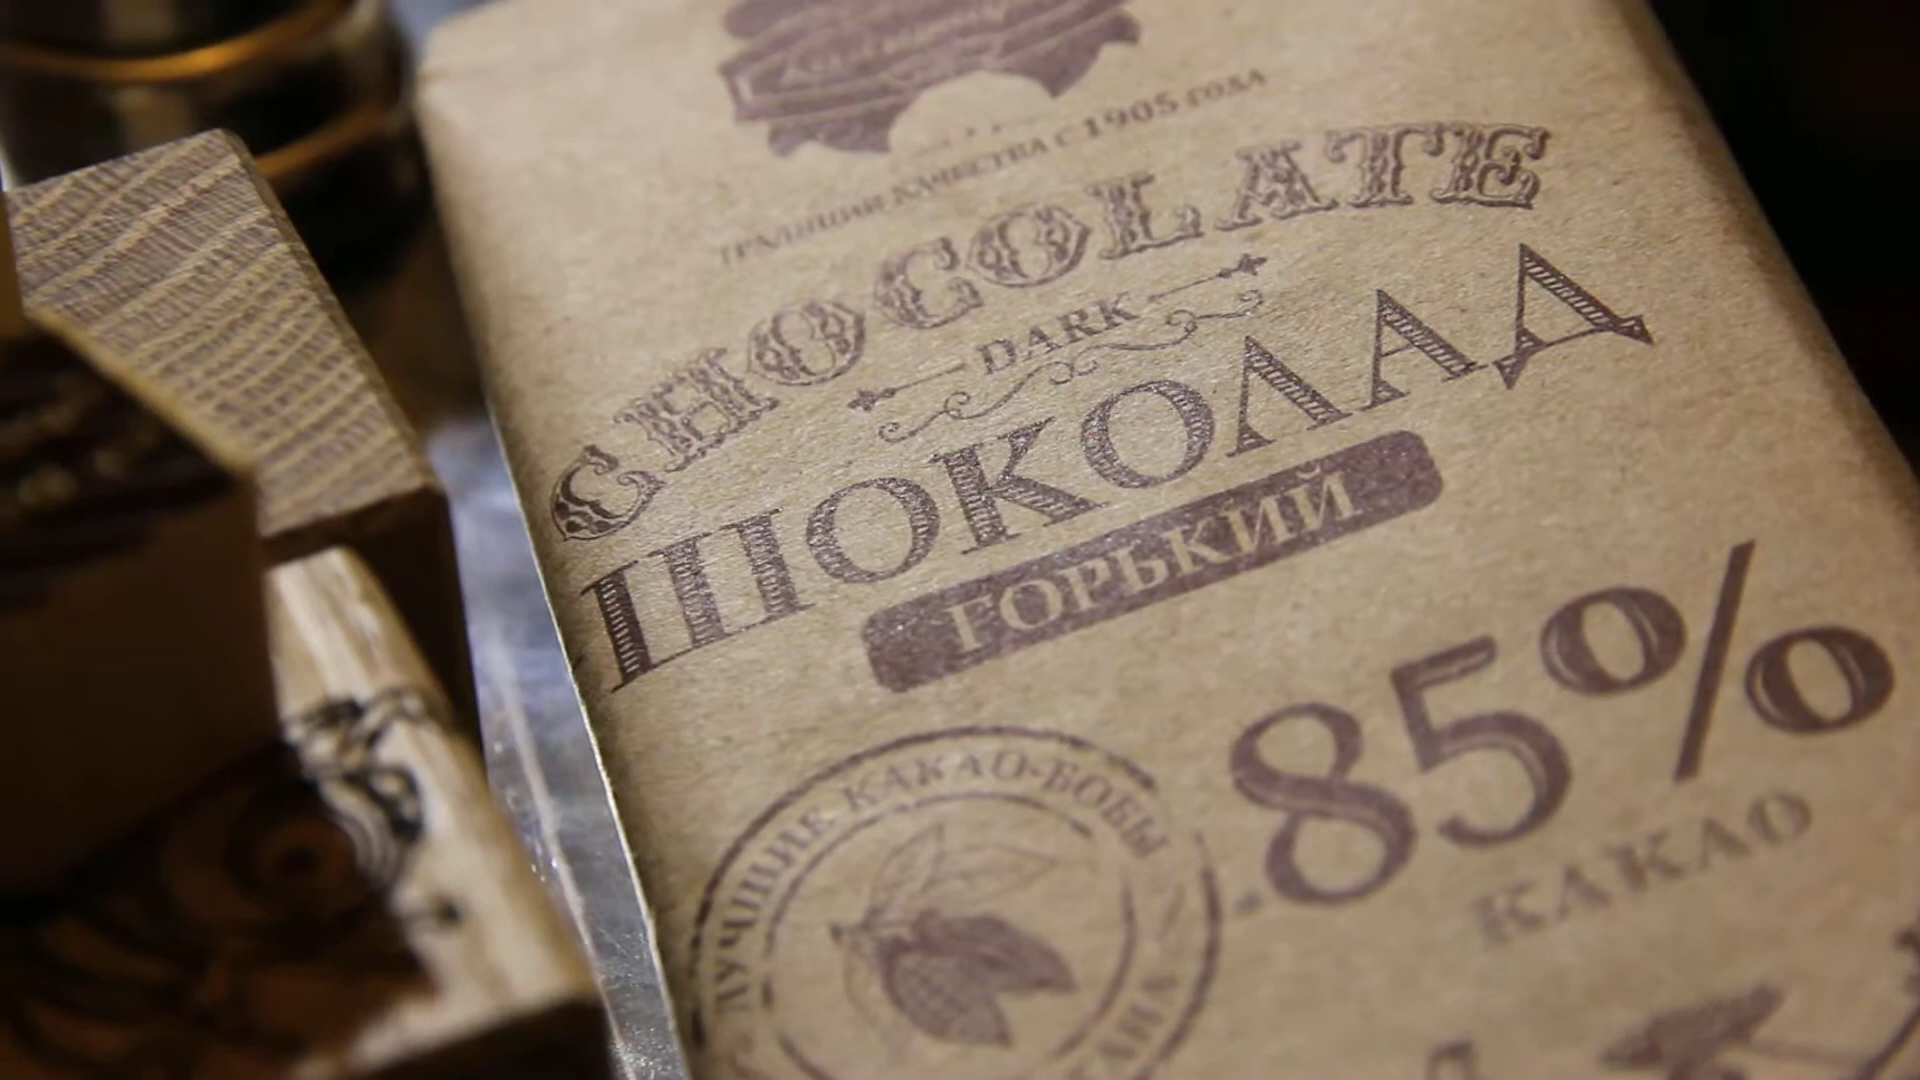 ТРАДИЦИИ КАЧЕСТВА С 1905 ГОДА
CHOCOLATE
DARK
ШОКОЛАД
ГОРЬКИЙ
85%
КАКАО
ЛУЧШИЕ КАКАО-БОБЫ